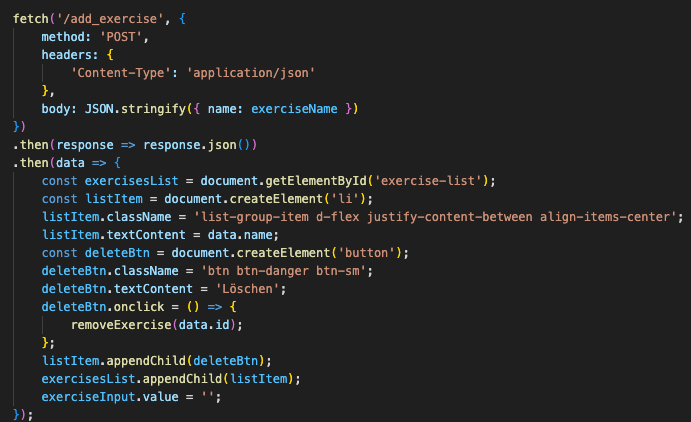 fetch('/add_exercise', {
    method: 'POST',
    headers: {
        'Content-Type': 'application/json'
    },
    body: JSON.stringify({ name: exerciseName })
})
.then(response => response.json())
.then(data => {
    const exercisesList = document.getElementById('exercise-list');
    const listItem = document.createElement('li');
    listItem.className = 'list-group-item d-flex justify-content-between align-items-center';
    listItem.textContent = data.name;
    const deleteBtn = document.createElement('button');
    deleteBtn.className = 'btn btn-danger btn-sm';
    deleteBtn.textContent = 'Löschen';
    deleteBtn.onclick = () => {
        removeExercise(data.id);
    };
    listItem.appendChild(deleteBtn);
    exercisesList.appendChild(listItem);
    exerciseInput.value = '';
});